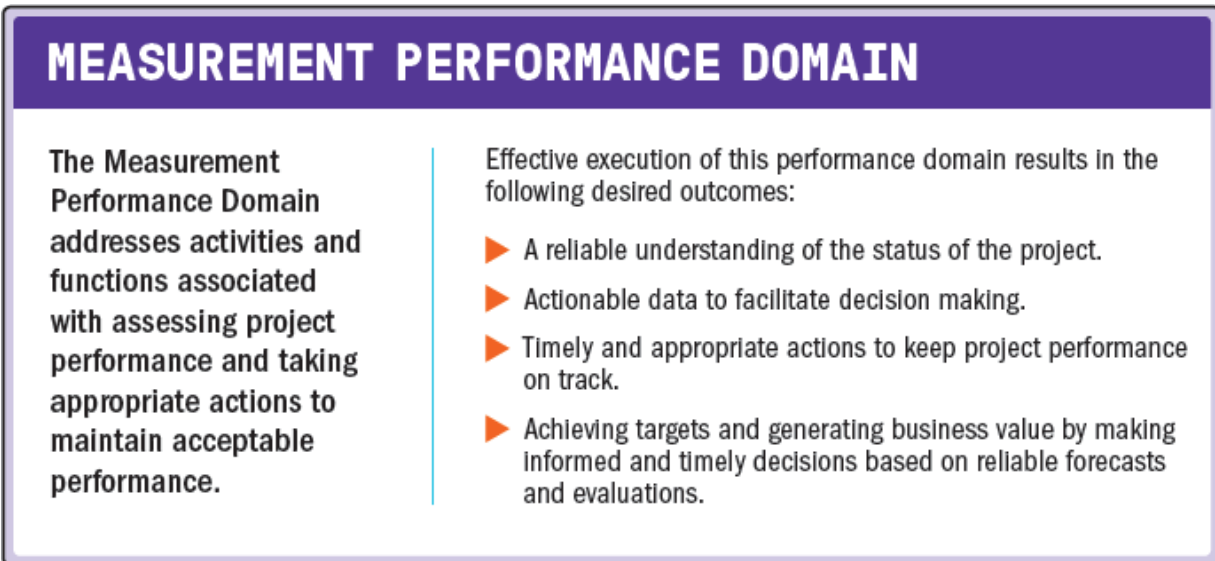 MEASUREMENT PERFORMANCE DOMAIN
The Measurement
Performance Domain
addresses activities and
functions associated
with assessing project
performance and taking
appropriate actions to
maintain acceptable
performance.
Effective execution of this performance domain results in the
following desired outcomes:
A reliable understanding of the status of the project.
Actionable data to facilitate decision making.
Timely and appropriate actions to keep project performance
on track.
Achieving targets and generating business value by making
informed and timely decisions based on reliable forecasts
and evaluations.